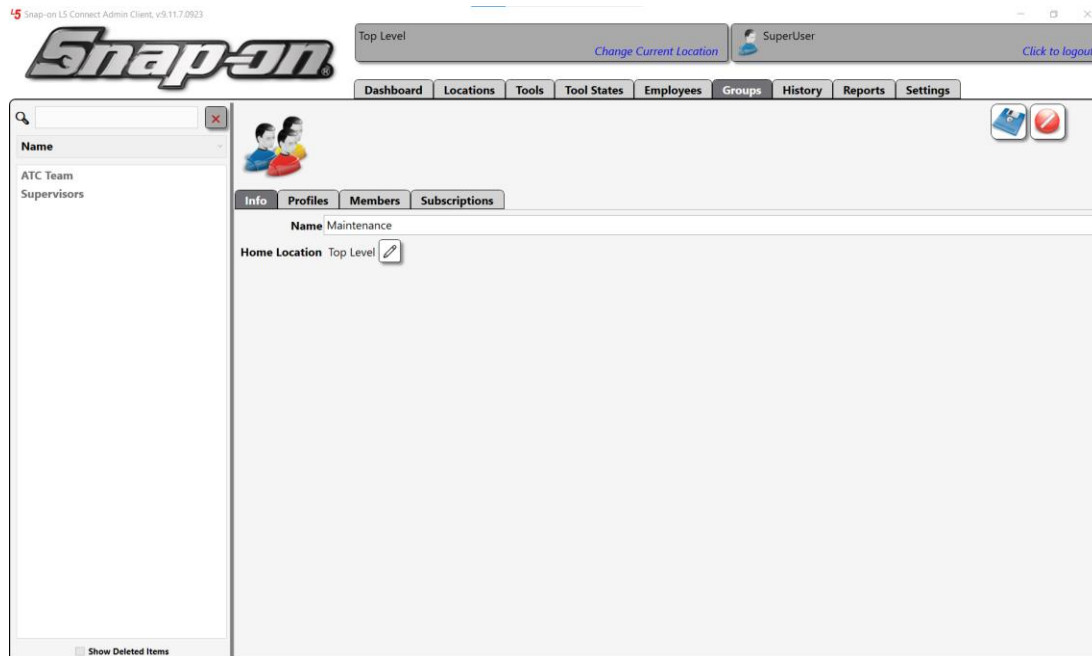 L5 Snap-on L5 Connect Admin Client, v:9.11.7.0923
Snap-on®
Top Level
Change Current Location
SuperUser
Click to logout
Dashboard Locations Tools Tool States Employees Groups History Reports Settings
Name
ATC Team
Supervisors
Show Deleted Items
Info Profiles Members Subscriptions
Name Maintenance
Home Location Top Level